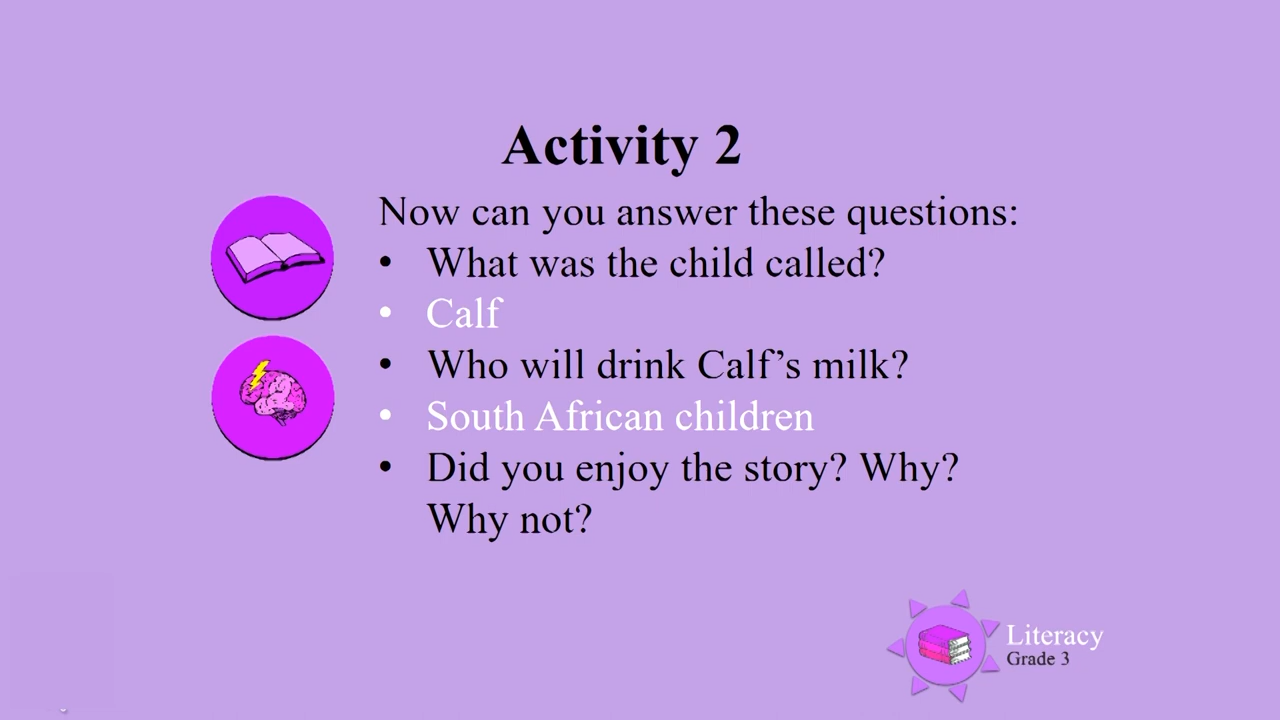 Activity 2
Now can you answer these questions:
• What was the child called?
• Calf
• Who will drink Calf’s milk?
• South African children
• Did you enjoy the story? Why?
Why not?
Literacy
Grade 3